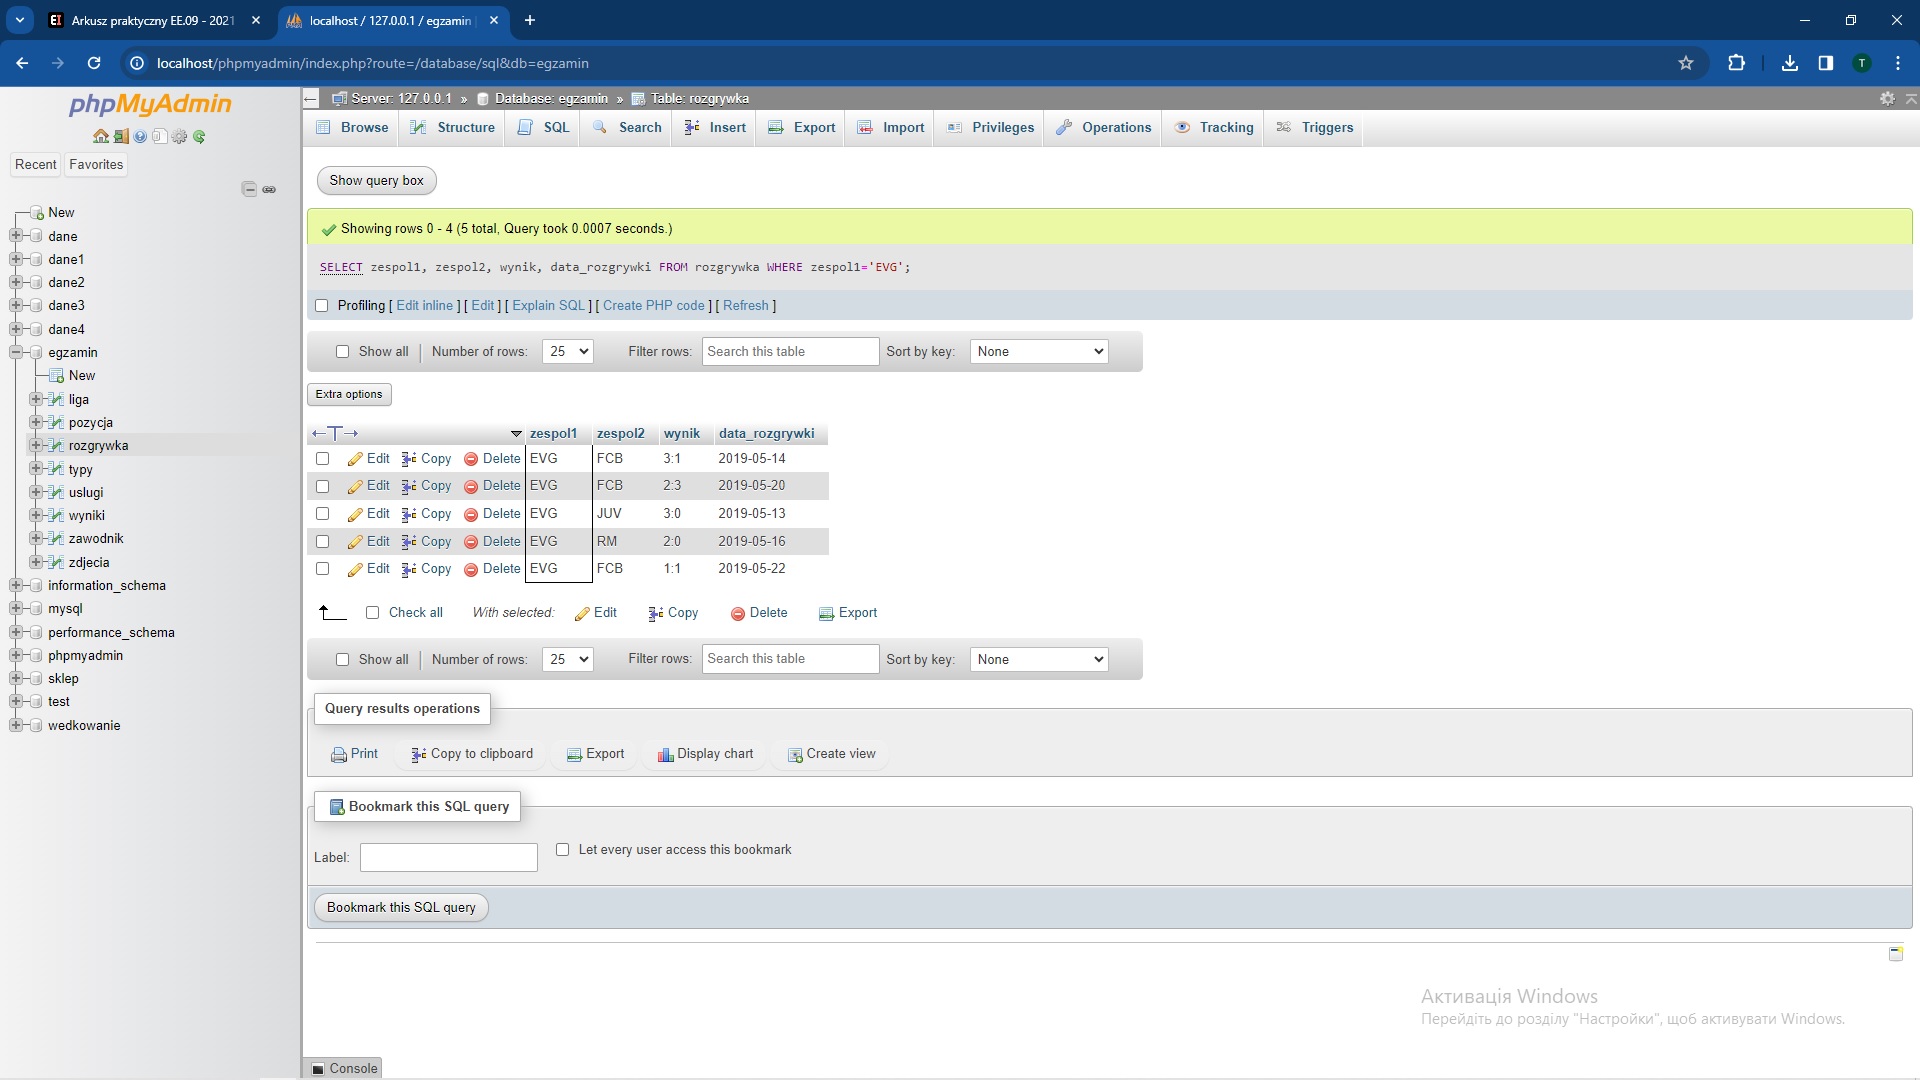 Arkusz praktyczny EE.09 - 2021
localhost / 127.0.0.1 / egzamin
localhost/phpmyadmin/index.php?route=/database/sql&db=egzamin
T
phpMyAdmin
Recent
Favorites
New
dane
dane1
dane2
dane3
dane4
egzamin
New
liga
pozycja
rozgrywka
typy
uslugi
wyniki
zawodnik
zdjecia
information_schema
mysql
performance_schema
phpmyadmin
sklep
test
wedkowanie
Server: 127.0.0.1 » Database: egzamin » Table: rozgrywka
Browse Structure SQL Search Insert Export Import Privileges Operations Tracking Triggers
Show query box
Showing rows 0 - 4 (5 total, Query took 0.0007 seconds.)
SELECT zespol1, zespol2, wynik, data_rozgrywki FROM rozgrywka WHERE zespol1='EVG';
Profiling [ Edit inline ] [ Edit ] [ Explain SQL ] [ Create PHP code ] [ Refresh ]
Show all Number of rows: 25 Filter rows: Search this table Sort by key: None
Extra options
←T→ zespol1 zespol2 wynik data_rozgrywki
Edit Copy Delete EVG FCB 3:1 2019-05-14
Edit Copy Delete EVG FCB 2:3 2019-05-20
Edit Copy Delete EVG JUV 3:0 2019-05-13
Edit Copy Delete EVG RM 2:0 2019-05-16
Edit Copy Delete EVG FCB 1:1 2019-05-22
Check all With selected: Edit Copy Delete Export
Show all Number of rows: 25 Filter rows: Search this table Sort by key: None
Query results operations
Print Copy to clipboard Export Display chart Create view
Bookmark this SQL query
Label: Let every user access this bookmark
Bookmark this SQL query
Активація Windows
Перейдіть до розділу "Настройки", щоб активувати Windows.
Console